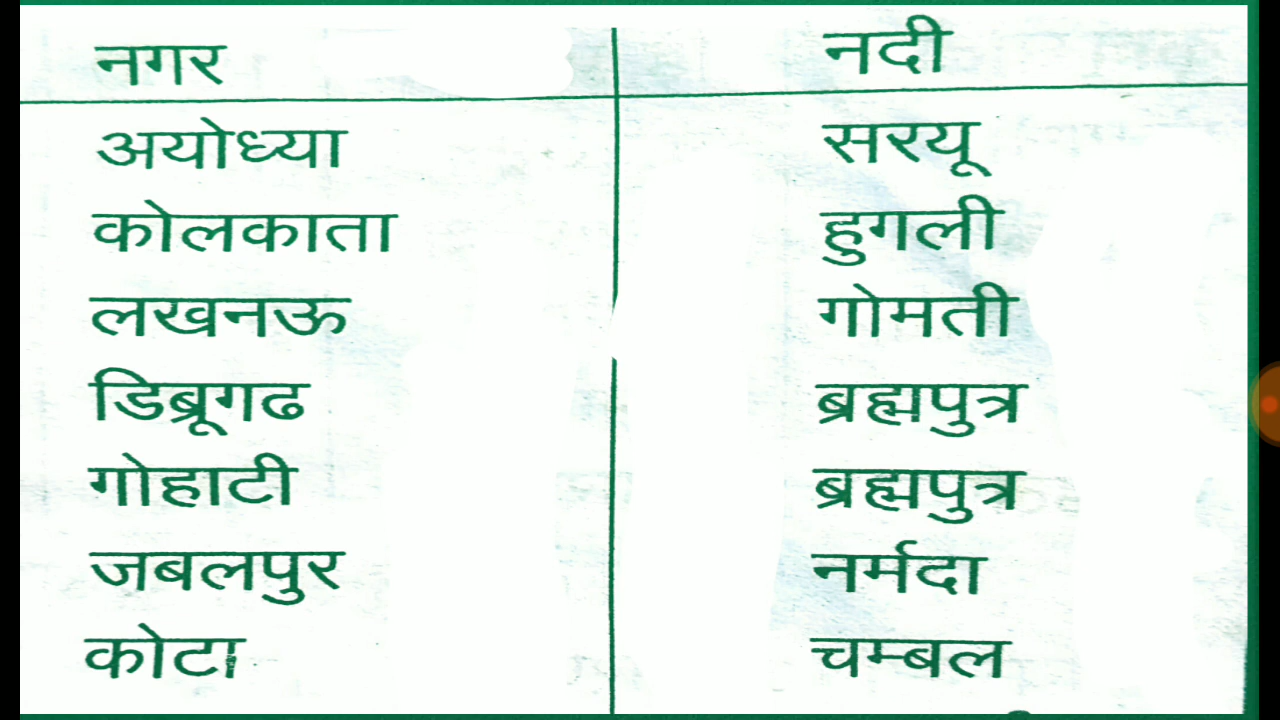 नगर नदी
अयोध्या सरयू
कोलकाता हुगली
लखनऊ गोमती
डिब्रूगढ ब्रह्मपुत्र
गोहाटी ब्रह्मपुत्र
जबलपुर नर्मदा
कोटा चम्बल